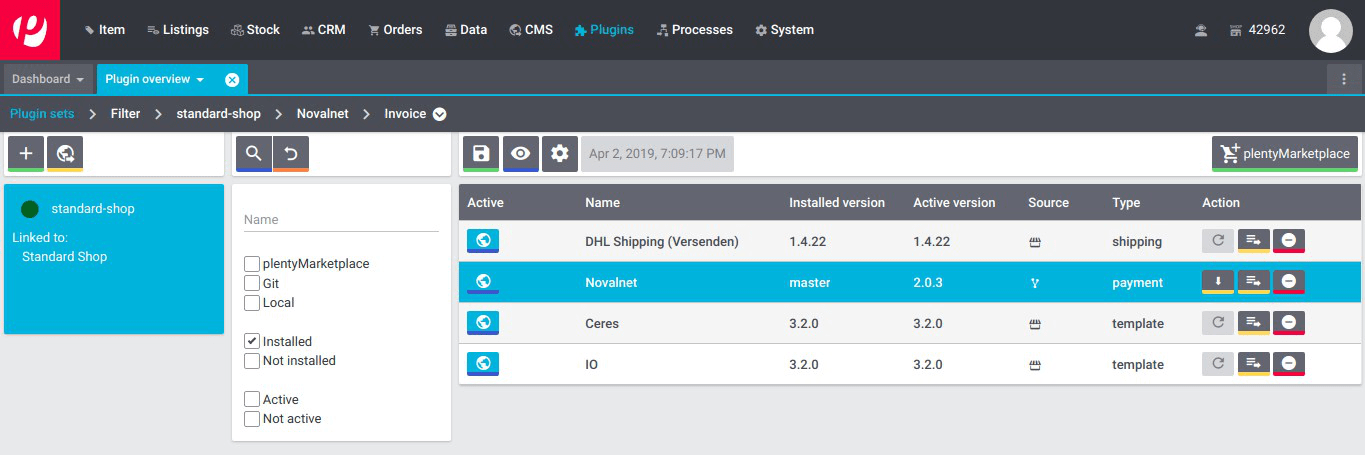 Item Listings Stock CRM Orders Data CMS Plugins Processes System SHOP 42962
Dashboard Plugin overview
Plugin sets Filter standard-shop Novalnet Invoice
Apr 2, 2019, 7:09:17 PM plentyMarketplace
standard-shop
Linked to:
Standard Shop
Name
plentyMarketplace
Git
Local
Installed
Not installed
Active
Not active
Active Name Installed version Active version Source Type Action
DHL Shipping (Versenden) 1.4.22 1.4.22 shipping
Novalnet master 2.0.3 payment
Ceres 3.2.0 3.2.0 template
IO 3.2.0 3.2.0 template